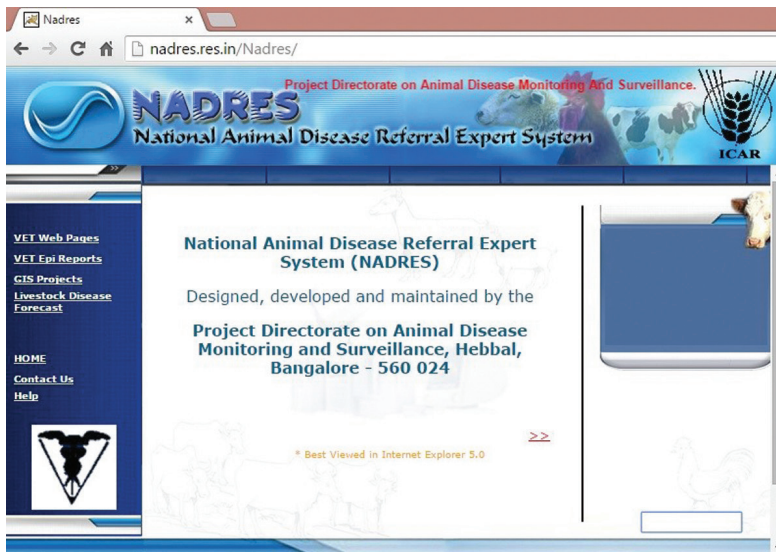 Nadres
nadres.res.in/Nadres/
Project Directorate on Animal Disease Monitoring And Surveillance.
NADRES
National Animal Disease Referral Expert System
ICAR
>>
VET Web Pages
VET Epi Reports
GIS Projects
Livestock Disease
Forecast
HOME
Contact Us
Help
National Animal Disease Referral Expert
System (NADRES)
Designed, developed and maintained by the
Project Directorate on Animal Disease
Monitoring and Surveillance, Hebbal,
Bangalore - 560 024
>>
* Best Viewed in Internet Explorer 5.0